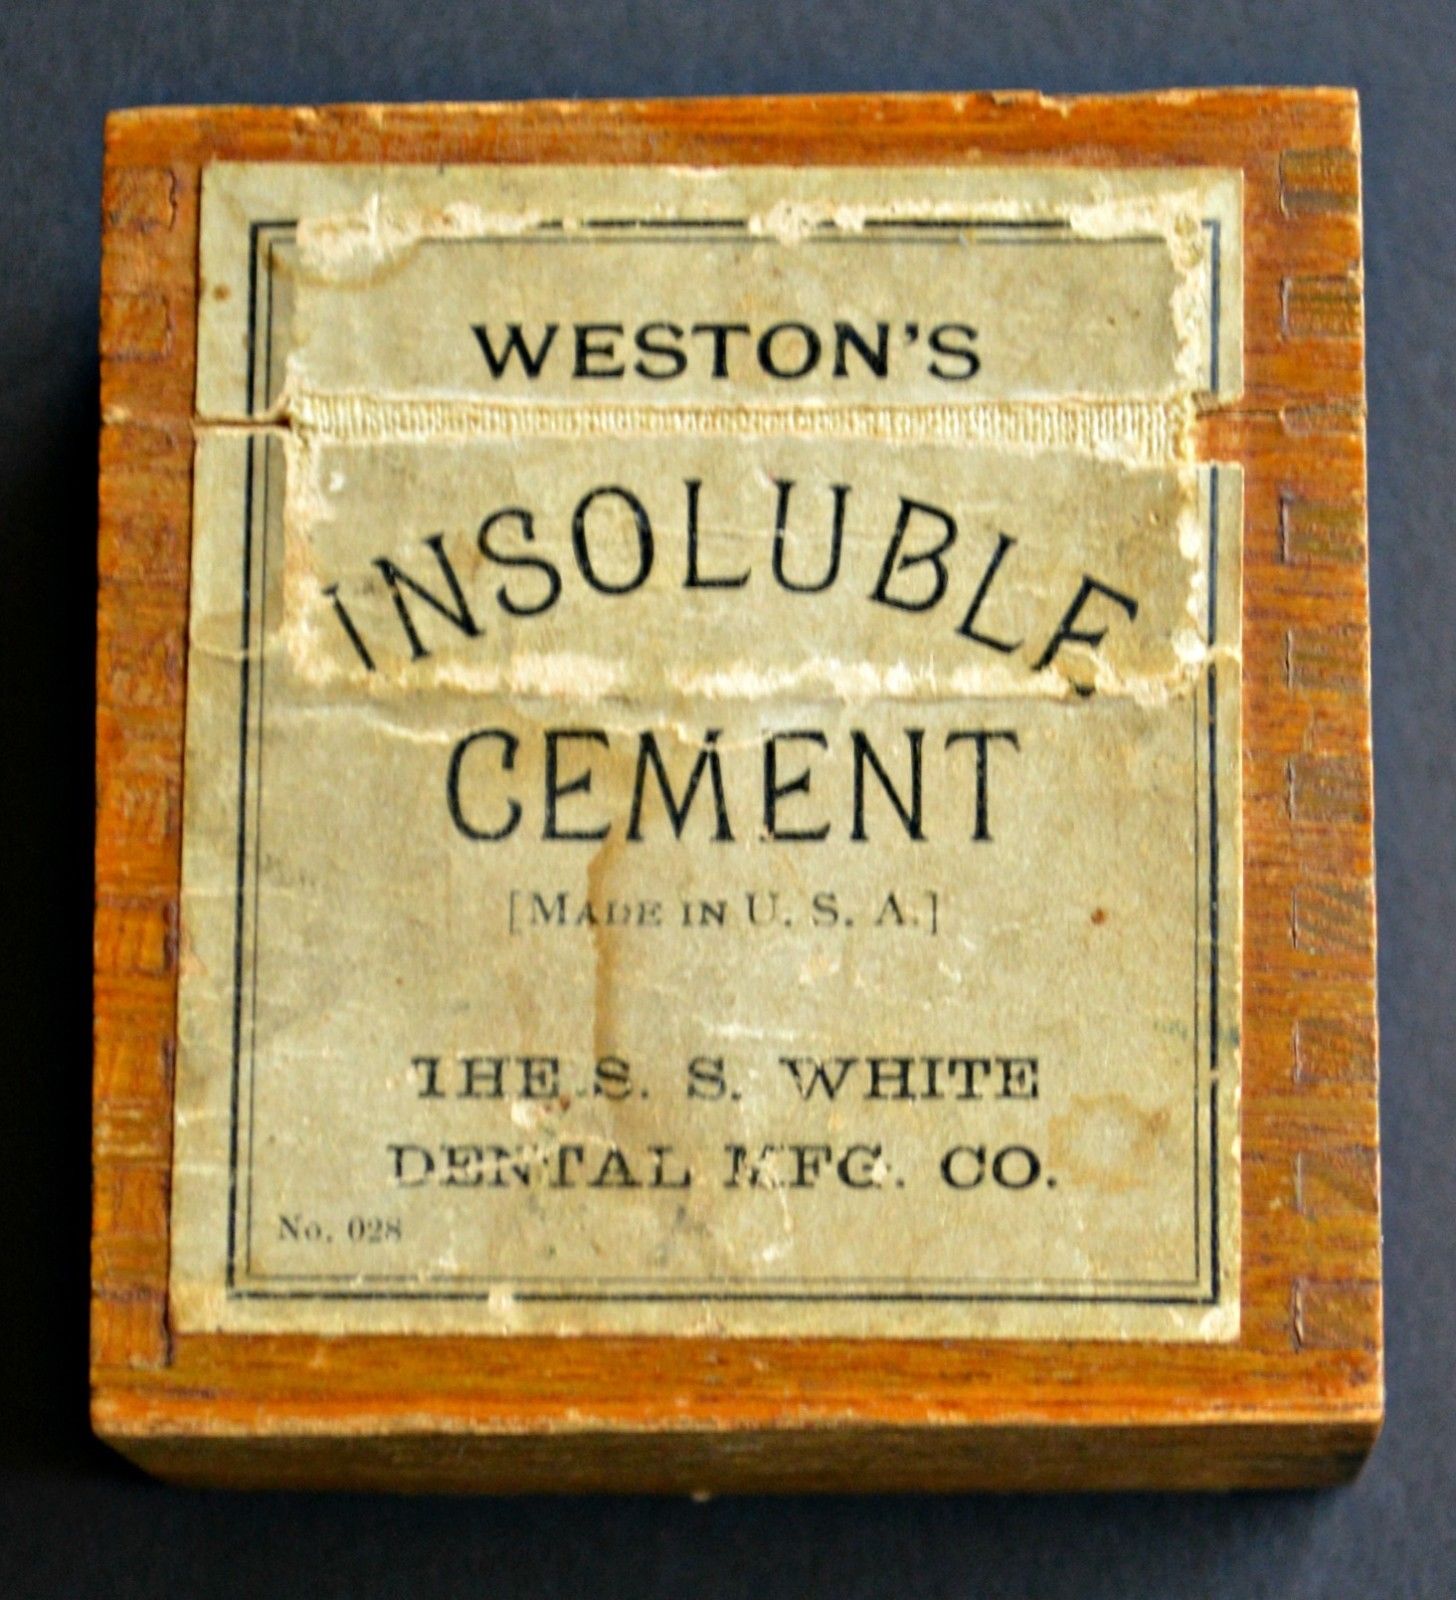 WESTON'S
INSOLUBLE
CEMENT
[MADE IN U. S. A.]
THE S. S. WHITE
DENTAL MFG. CO.
No. 028